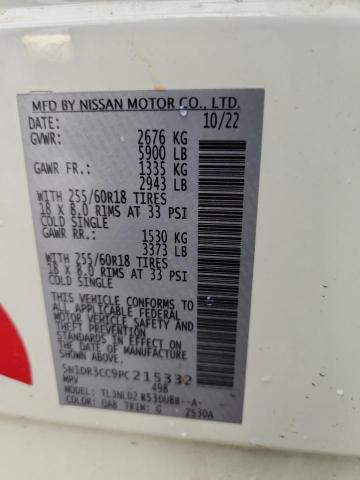 MFD BY NISSAN MOTOR CO., LTD.
DATE: 10/22
GVWR: 2676 KG
5900 LB
GAWR FR.: 1335 KG
2943 LB
WITH 255/60R18 TIRES
18 X 8.0 RIMS AT 33 PSI
COLD SINGLE
GAWR RR.: 1530 KG
3373 LB
WITH 255/60R18 TIRES
18 X 8.0 RIMS AT 33 PSI
COLD SINGLE
THIS VEHICLE CONFORMS TO
ALL APPLICABLE FEDERAL
MOTOR VEHICLE SAFETY
STANDARDS IN EFFECT ON
THE DATE OF MANUFACTURE
SHOWN ABOVE.
5N1DR3CC9PC215332
MPV 498
MODEL: TL3NLDZ R53DUBB--A-
COLOR: QAB TRIM: G ZS30A